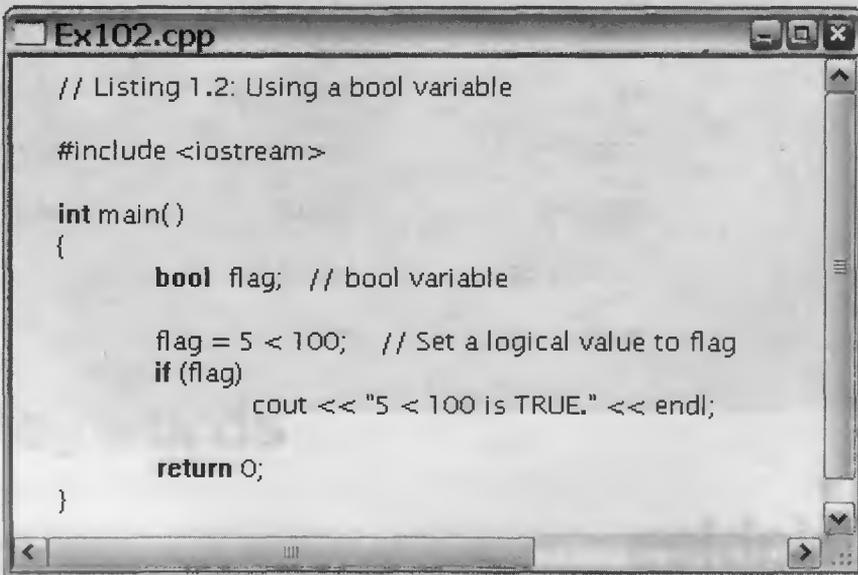 Ex102.cpp
// Listing 1.2: Using a bool variable
#include <iostream>
int main()
{
bool flag; // bool variable
flag = 5 < 100; // Set a logical value to flag
if (flag)
cout << "5 < 100 is TRUE." << endl;
return 0;
}